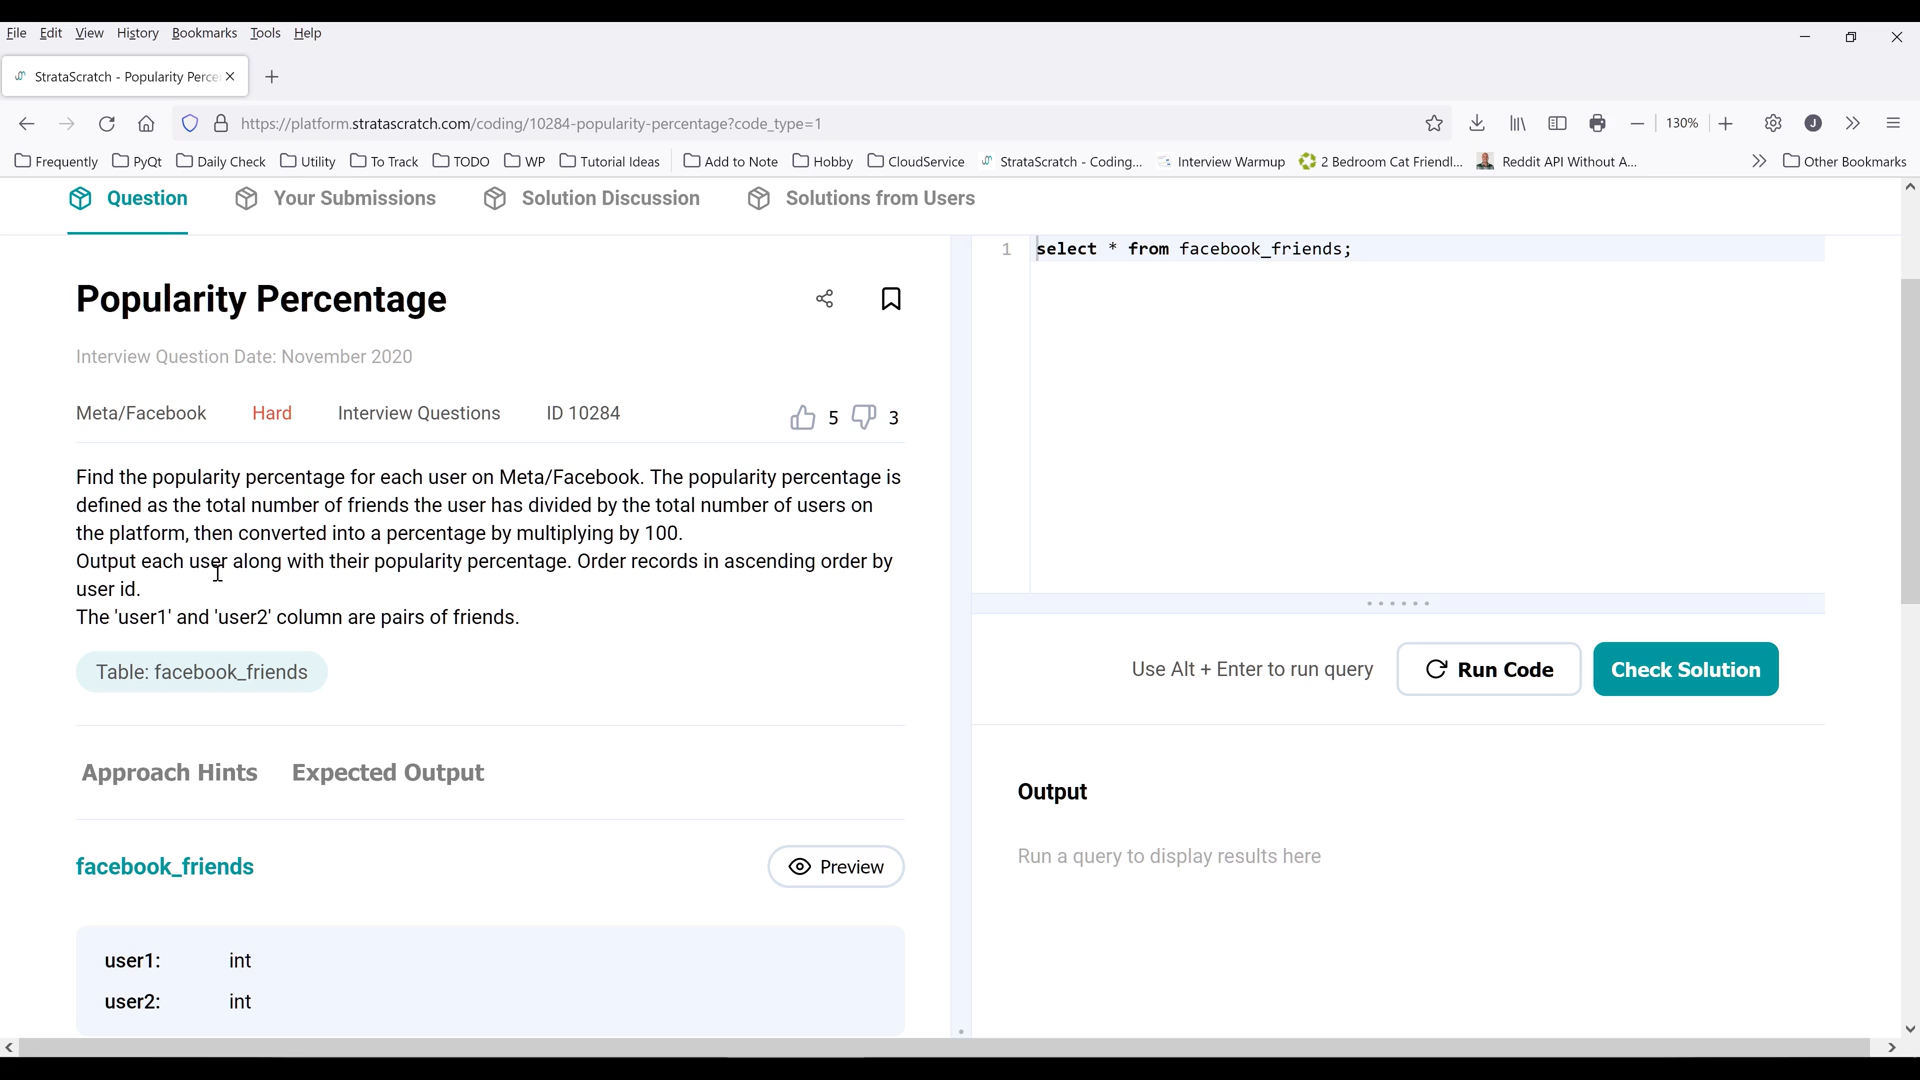 File Edit View History Bookmarks Tools Help
StrataScratch - Popularity Perce
https://platform.stratascratch.com/coding/10284-popularity-percentage?code_type=1
130%
J
Frequently PyQt Daily Check Utility To Track TODO WP Tutorial Ideas Add to Note Hobby CloudService StrataScratch - Coding... Interview Warmup 2 Bedroom Cat Friendl... Reddit API Without A... Other Bookmarks
Question Your Submissions Solution Discussion Solutions from Users
1 select * from facebook_friends;
Popularity Percentage
Interview Question Date: November 2020
Meta/Facebook Hard Interview Questions ID 10284 5 3
Find the popularity percentage for each user on Meta/Facebook. The popularity percentage is
defined as the total number of friends the user has divided by the total number of users on
the platform, then converted into a percentage by multiplying by 100.
Output each user along with their popularity percentage. Order records in ascending order by
user id.
The 'user1' and 'user2' column are pairs of friends.
Table: facebook_friends
Use Alt + Enter to run query Run Code Check Solution
Approach Hints Expected Output
Output
Run a query to display results here
facebook_friends Preview
user1: int
user2: int